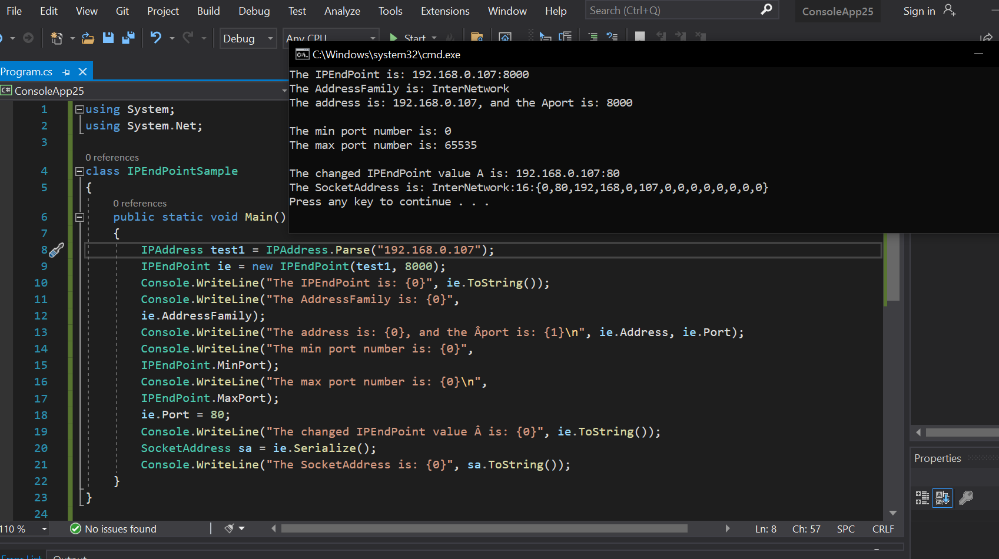 File Edit View Git Project Build Debug Test Analyze Tools Extensions Window Help Search (Ctrl+Q) ConsoleApp25 Sign in
Debug Any CPU Start
C:\Windows\system32\cmd.exe
The IPEndPoint is: 192.168.0.107:8000
The AddressFamily is: InterNetwork
The address is: 192.168.0.107, and the Aport is: 8000
The min port number is: 0
The max port number is: 65535
The changed IPEndPoint value A is: 192.168.0.107:80
The SocketAddress is: InterNetwork:16:{0,80,192,168,0,107,0,0,0,0,0,0,0,0}
Press any key to continue . . .
Program.cs
C# ConsoleApp25
1 using System;
2 using System.Net;
3
0 references
4 class IPEndPointSample
5 {
0 references
6 public static void Main()
7 {
8 IPAddress test1 = IPAddress.Parse("192.168.0.107");
9 IPEndPoint ie = new IPEndPoint(test1, 8000);
10 Console.WriteLine("The IPEndPoint is: {0}", ie.ToString());
11 Console.WriteLine("The AddressFamily is: {0}",
12 ie.AddressFamily);
13 Console.WriteLine("The address is: {0}, and the Âport is: {1}\n", ie.Address, ie.Port);
14 Console.WriteLine("The min port number is: {0}",
15 IPEndPoint.MinPort);
16 Console.WriteLine("The max port number is: {0}\n",
17 IPEndPoint.MaxPort);
18 ie.Port = 80;
19 Console.WriteLine("The changed IPEndPoint value Â is: {0}", ie.ToString());
20 SocketAddress sa = ie.Serialize();
21 Console.WriteLine("The SocketAddress is: {0}", sa.ToString());
22 }
23 }
24
Properties
110 % No issues found Ln: 8 Ch: 57 SPC CRLF
Error List Output